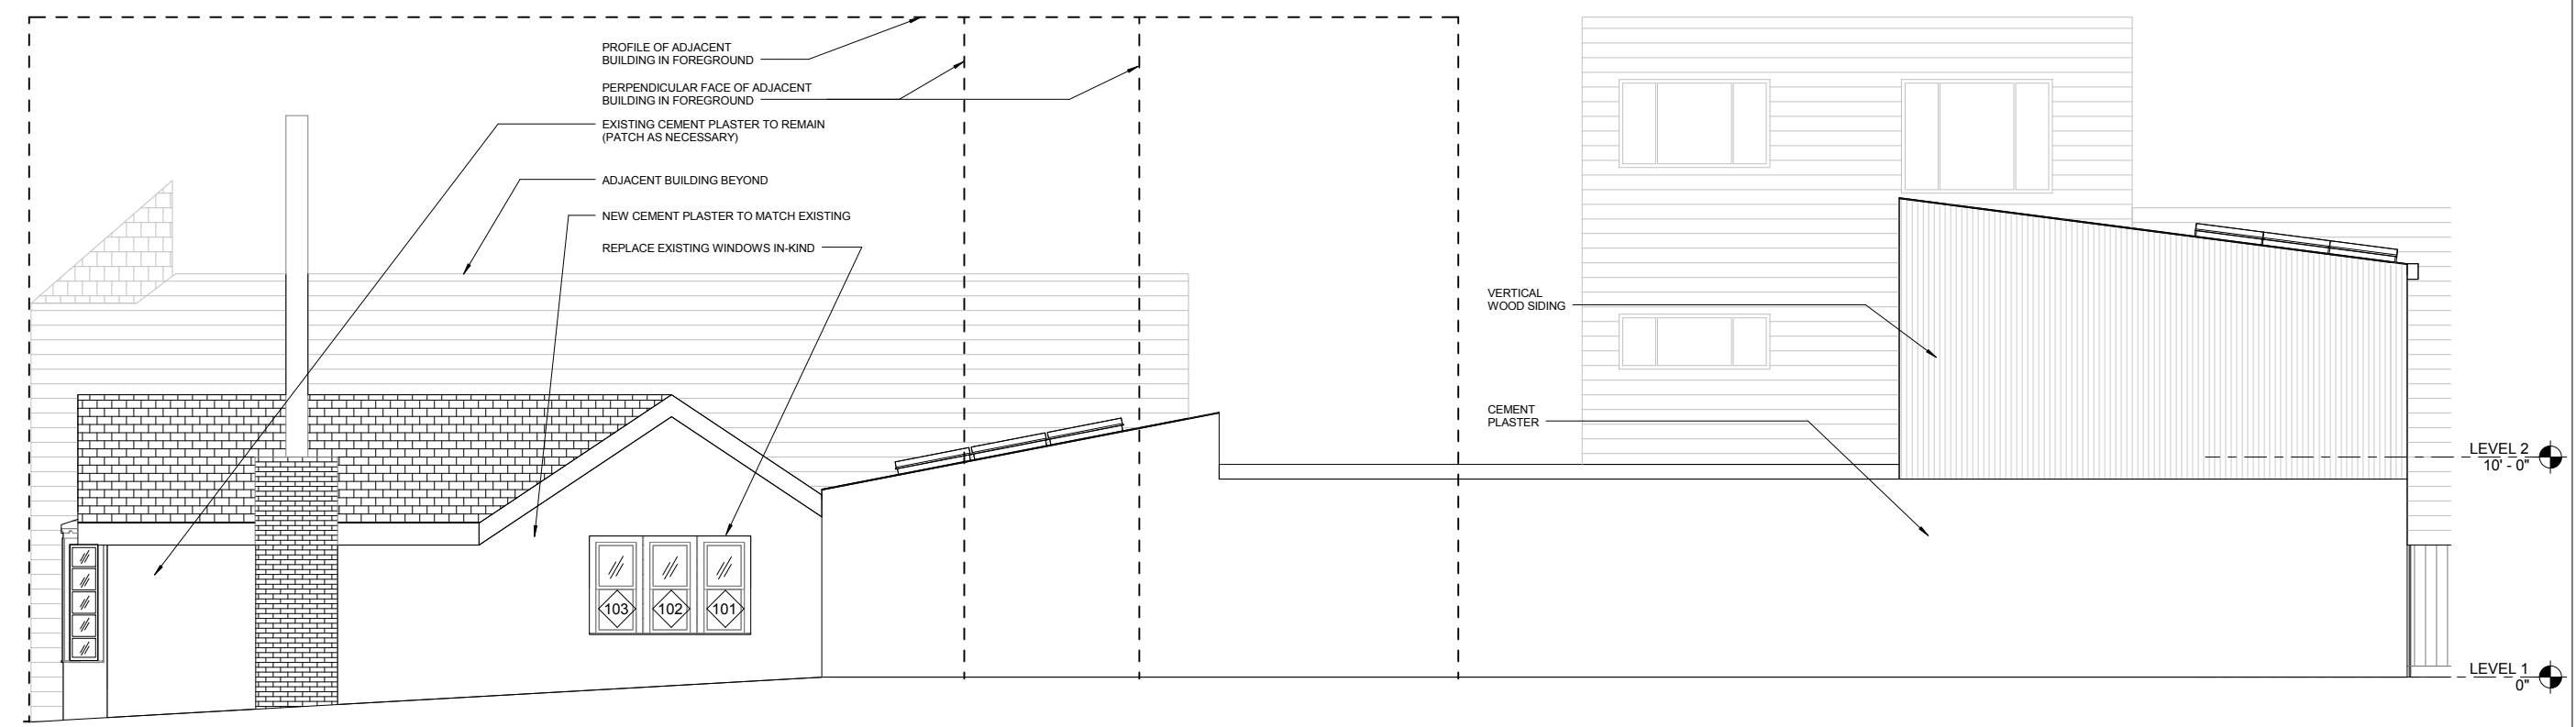 PROFILE OF ADJACENT
BUILDING IN FOREGROUND
PERPENDICULAR FACE OF ADJACENT
BUILDING IN FOREGROUND
EXISTING CEMENT PLASTER TO REMAIN
(PATCH AS NECESSARY)
ADJACENT BUILDING BEYOND
NEW CEMENT PLASTER TO MATCH EXISTING
REPLACE EXISTING WINDOWS IN-KIND
VERTICAL
WOOD SIDING
CEMENT
PLASTER
LEVEL 2
10' - 0"
103 102 101
LEVEL 1
0"